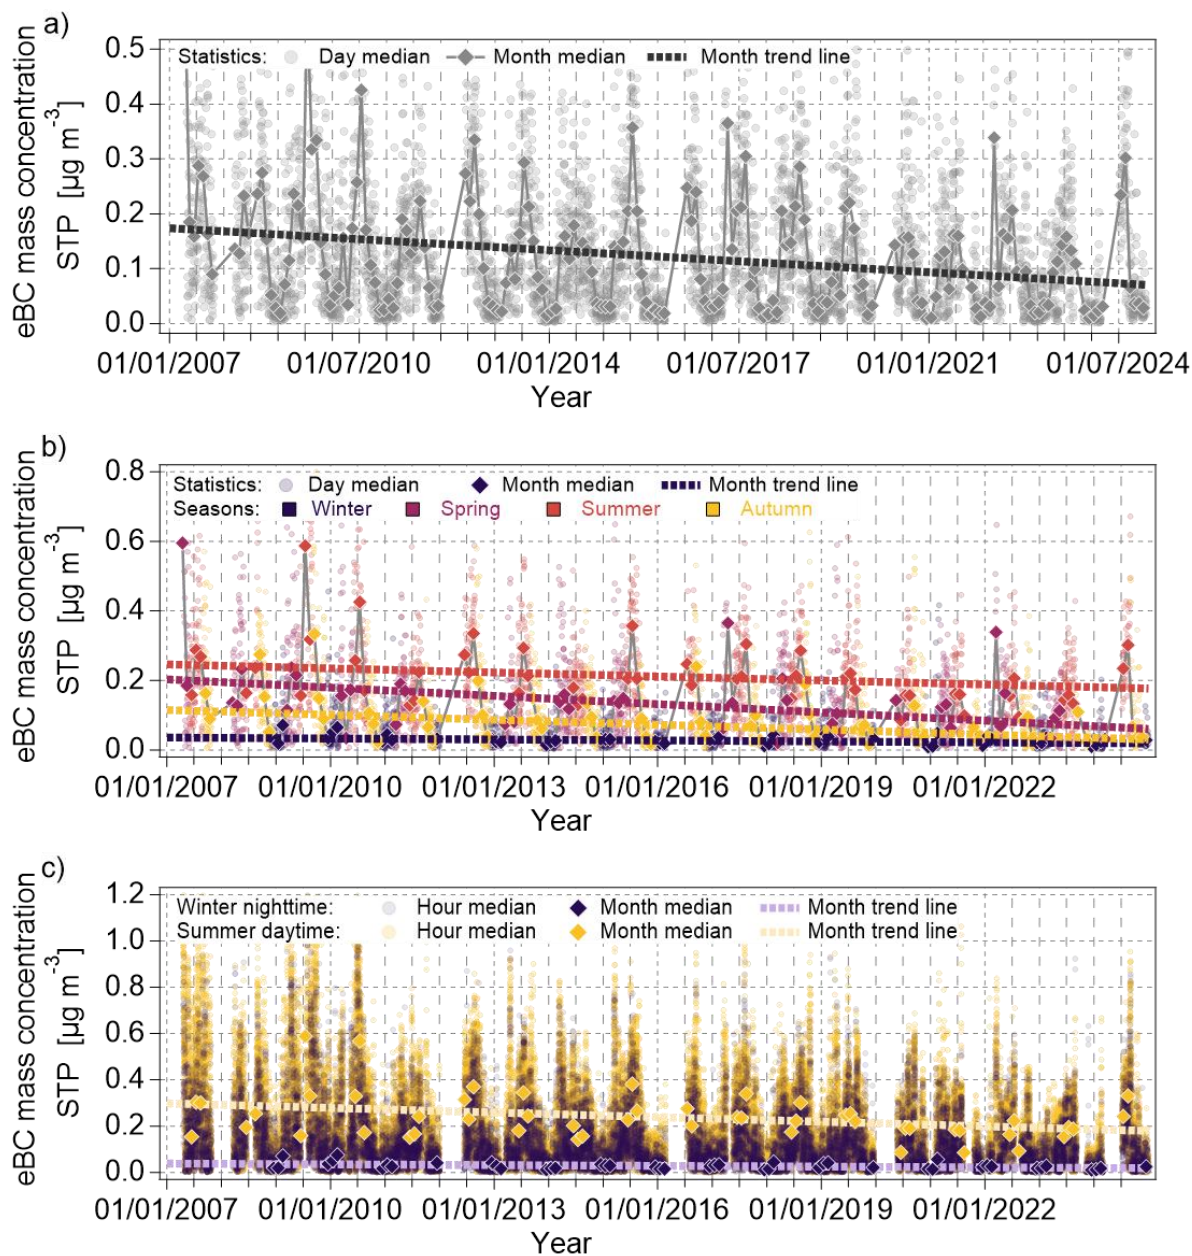 a)
eBC mass concentration
STP [µg m⁻³]
0.5
0.4
0.3
0.2
0.1
0.0
Statistics: Day median Month median Month trend line
01/01/2007 01/07/2010 01/01/2014 01/07/2017 01/01/2021 01/07/2024
Year
b)
eBC mass concentration
STP [µg m⁻³]
0.8
0.6
0.4
0.2
0.0
Statistics: Day median Month median Month trend line
Seasons: Winter Spring Summer Autumn
01/01/2007 01/01/2010 01/01/2013 01/01/2016 01/01/2019 01/01/2022
Year
c)
eBC mass concentration
STP [µg m⁻³]
1.2
1.0
0.8
0.6
0.4
0.2
0.0
Winter nighttime: Hour median Month median Month trend line
Summer daytime: Hour median Month median Month trend line
01/01/2007 01/01/2010 01/01/2013 01/01/2016 01/01/2019 01/01/2022
Year